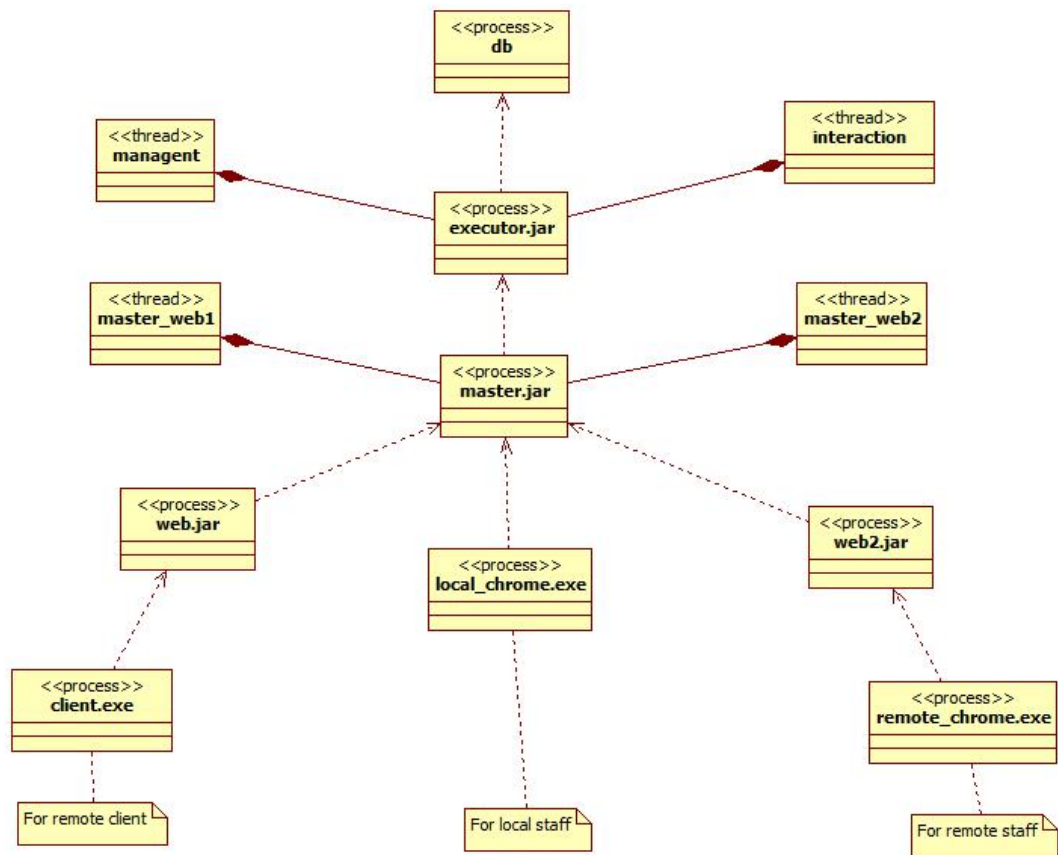 <<process>>
db
<<thread>>
managent
<<thread>>
interaction
<<process>>
executor.jar
<<thread>>
master_web1
<<thread>>
master_web2
<<process>>
master.jar
<<process>>
web.jar
<<process>>
web2.jar
<<process>>
local_chrome.exe
<<process>>
client.exe
<<process>>
remote_chrome.exe
For remote client
For local staff
For remote staff